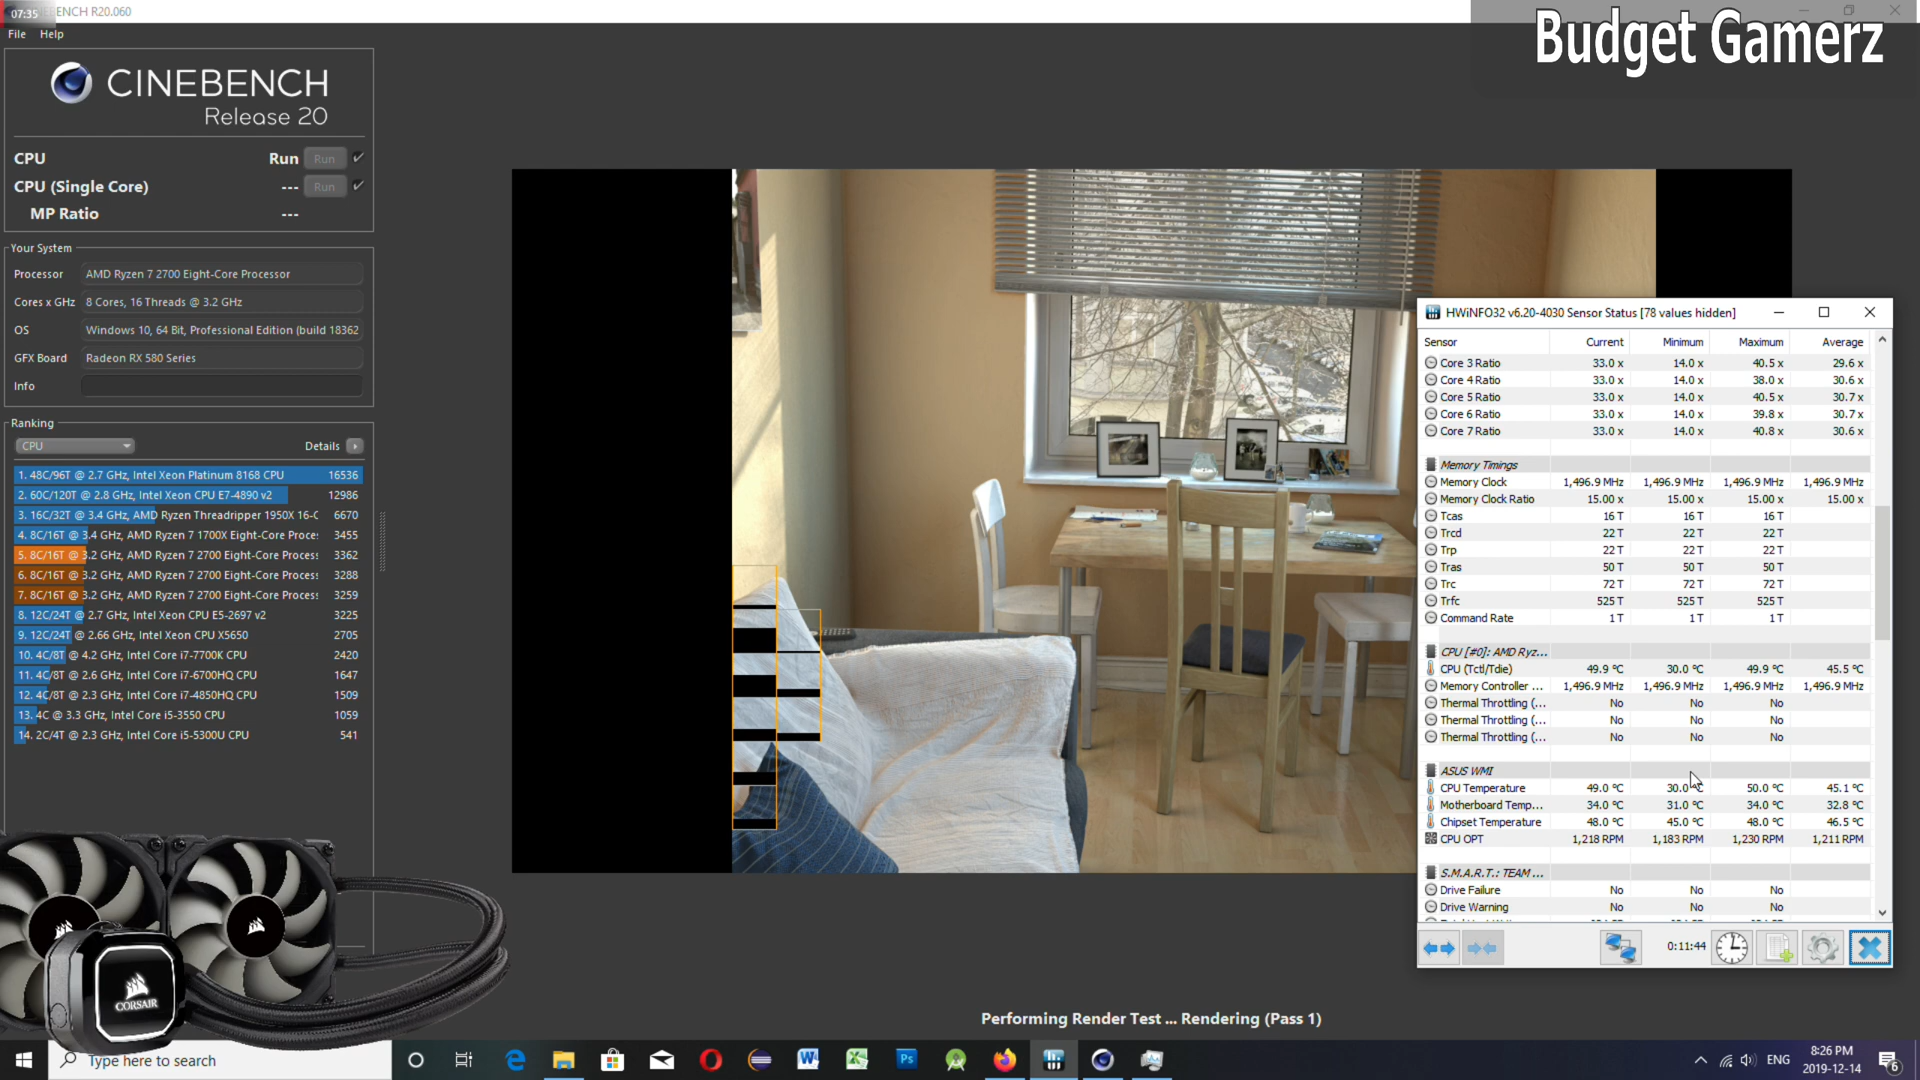 07:35
ENCH R20.060
Budget Gamerz
File Help
CINEBENCH
Release 20
CPU Run Run
CPU (Single Core) --- Run
MP Ratio ---
Your System
Processor AMD Ryzen 7 2700 Eight-Core Processor
Cores x GHz 8 Cores, 16 Threads @ 3.2 GHz
OS Windows 10, 64 Bit, Professional Edition (build 18362
GFX Board Radeon RX 580 Series
Info
Ranking
CPU Details
1. 48C/96T @ 2.7 GHz, Intel Xeon Platinum 8168 CPU 16536
2. 60C/120T @ 2.8 GHz, Intel Xeon CPU E7-4890 v2 12986
3. 16C/32T @ 3.4 GHz, AMD Ryzen Threadripper 1950X 16-C 6670
4. 8C/16T @ 3.4 GHz, AMD Ryzen 7 1700X Eight-Core Proce: 3455
5. 8C/16T @ 3.2 GHz, AMD Ryzen 7 2700 Eight-Core Proces: 3362
6. 8C/16T @ 3.2 GHz, AMD Ryzen 7 2700 Eight-Core Proces: 3288
7. 8C/16T @ 3.2 GHz, AMD Ryzen 7 2700 Eight-Core Proces: 3259
8. 12C/24T @ 2.7 GHz, Intel Xeon CPU E5-2697 v2 3225
9. 12C/24T @ 2.66 GHz, Intel Xeon CPU X5650 2705
10. 4C/8T @ 4.2 GHz, Intel Core i7-7700K CPU 2420
11. 4C/8T @ 2.6 GHz, Intel Core i7-6700HQ CPU 1647
12. 4C/8T @ 2.3 GHz, Intel Core i7-4850HQ CPU 1509
13. 4C @ 3.3 GHz, Intel Core i5-3550 CPU 1059
14. 2C/4T @ 2.3 GHz, Intel Core i5-5300U CPU 541
CORSAIR
HWiNFO32 v6.20-4030 Sensor Status [78 values hidden]
Sensor Current Minimum Maximum Average
Core 3 Ratio 33.0 x 14.0 x 40.5 x 29.6 x
Core 4 Ratio 33.0 x 14.0 x 38.0 x 30.6 x
Core 5 Ratio 33.0 x 14.0 x 40.5 x 30.7 x
Core 6 Ratio 33.0 x 14.0 x 39.8 x 30.7 x
Core 7 Ratio 33.0 x 14.0 x 40.8 x 30.6 x
Memory Timings
Memory Clock 1,496.9 MHz 1,496.9 MHz 1,496.9 MHz 1,496.9 MHz
Memory Clock Ratio 15.00 x 15.00 x 15.00 x 15.00 x
Tcas 16 T 16 T 16 T
Trcd 22 T 22 T 22 T
Trp 22 T 22 T 22 T
Tras 50 T 50 T 50 T
Trc 72 T 72 T 72 T
Trfc 525 T 525 T 525 T
Command Rate 1 T 1 T 1 T
CPU [#0]: AMD Ryz...
CPU (Tctl/Tdie) 49.9 °C 30.0 °C 49.9 °C 45.5 °C
Memory Controller ... 1,496.9 MHz 1,496.9 MHz 1,496.9 MHz 1,496.9 MHz
Thermal Throttling (... No No No
Thermal Throttling (... No No No
Thermal Throttling (... No No No
ASUS WMI
CPU Temperature 49.0 °C 30.0 °C 50.0 °C 45.1 °C
Motherboard Temp... 34.0 °C 31.0 °C 34.0 °C 32.8 °C
Chipset Temperature 48.0 °C 45.0 °C 48.0 °C 46.5 °C
CPU OPT 1,218 RPM 1,183 RPM 1,230 RPM 1,211 RPM
S.M.A.R.T.: TEAM ...
Drive Failure No No No
Drive Warning No No No
0:11:44
Performing Render Test ... Rendering (Pass 1)
Type here to search
ENG
8:26 PM
2019-12-14
6